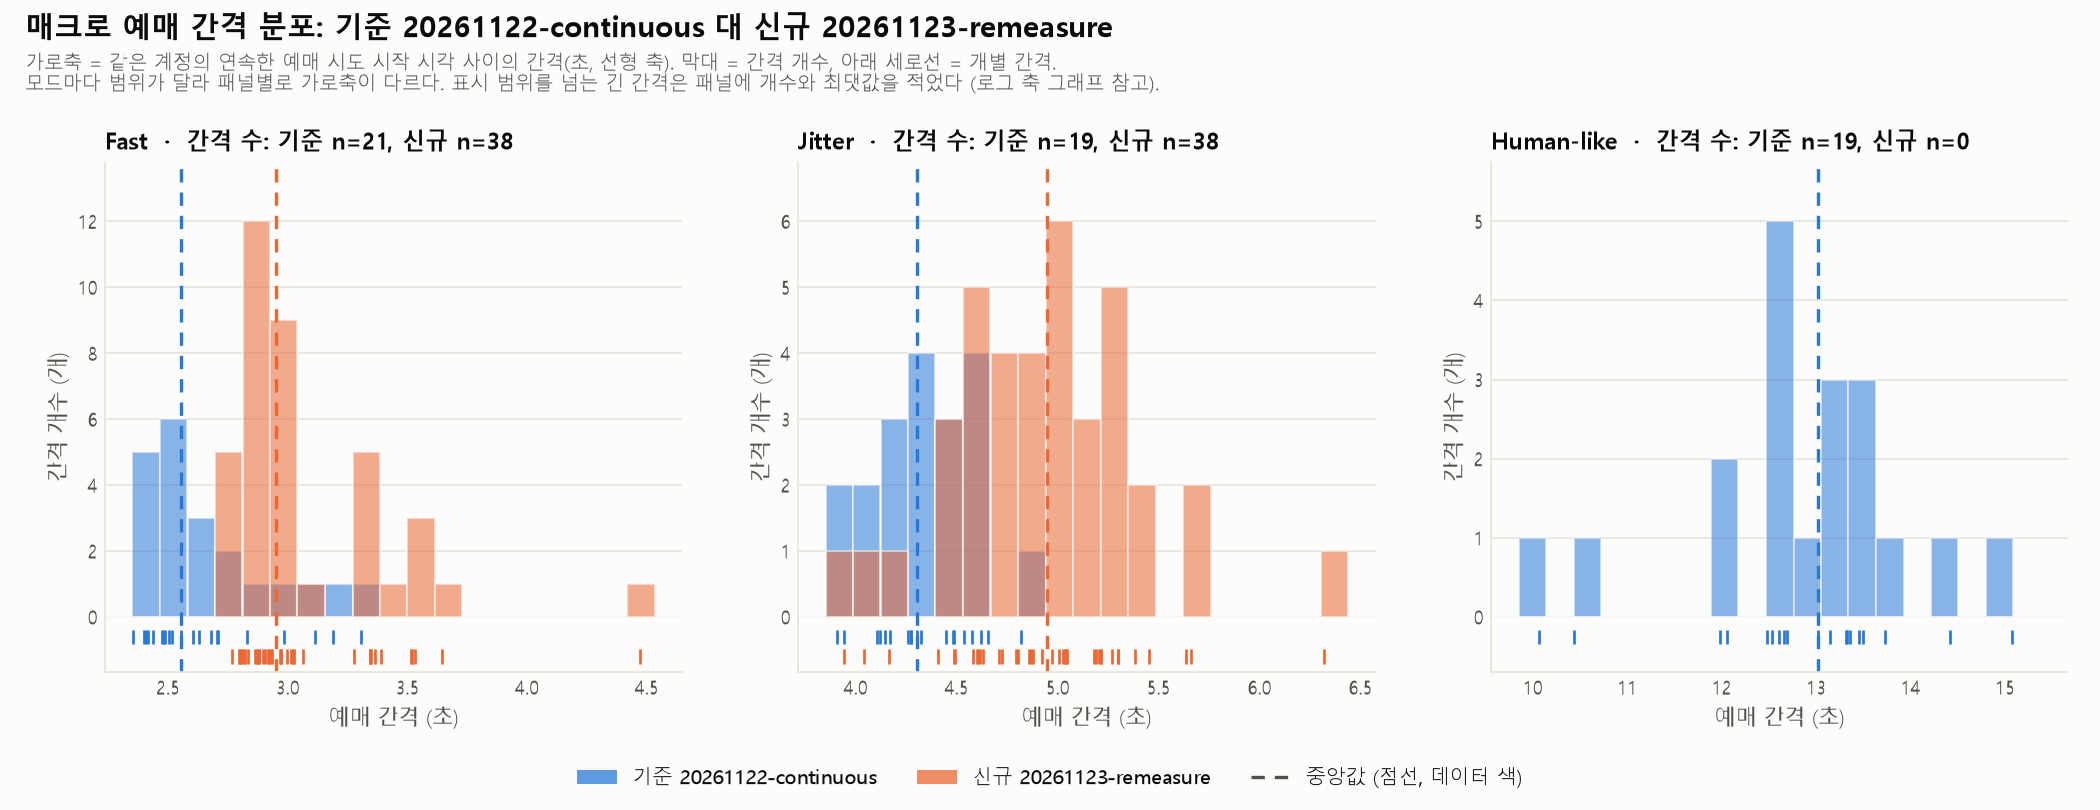 매크로 예매 간격 분포: 기준 20261122-continuous 대 신규 20261123-remeasure
가로축 = 같은 계정의 연속한 예매 시도 시작 시각 사이의 간격(초, 선형 축). 막대 = 간격 개수, 아래 세로선 = 개별 간격.
모드마다 범위가 달라 패널별로 가로축이 다르다. 표시 범위를 넘는 긴 간격은 패널에 개수와 최댓값을 적었다 (로그 축 그래프 참고).
Fast · 간격 수: 기준 n=21, 신규 n=38
간격 개수 (개)
12
10
8
6
4
2
0
2.5 3.0 3.5 4.0 4.5
예매 간격 (초)
Jitter · 간격 수: 기준 n=19, 신규 n=38
간격 개수 (개)
6
5
4
3
2
1
0
4.0 4.5 5.0 5.5 6.0 6.5
예매 간격 (초)
Human-like · 간격 수: 기준 n=19, 신규 n=0
간격 개수 (개)
5
4
3
2
1
0
10 11 12 13 14 15
예매 간격 (초)
기준 20261122-continuous 신규 20261123-remeasure 중앙값 (점선, 데이터 색)